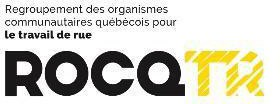 Regroupement des organismes
communautaires québécois pour
le travail de rue
ROCQTR